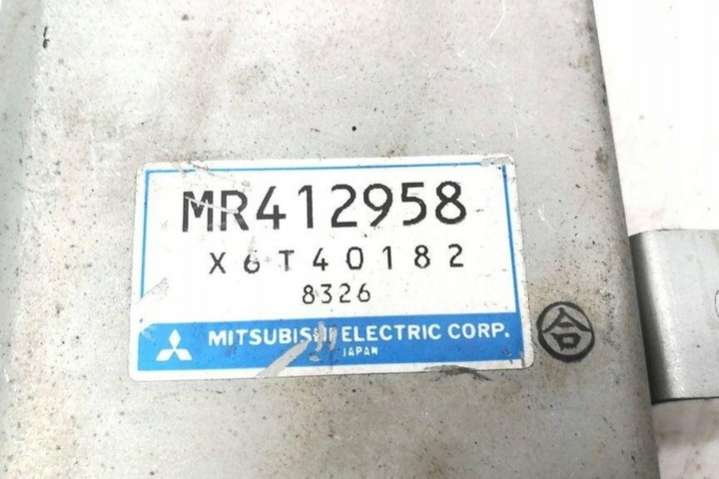 MR412958
X6T40182
8326
MITSUBISHI ELECTRIC CORP.
JAPAN
合